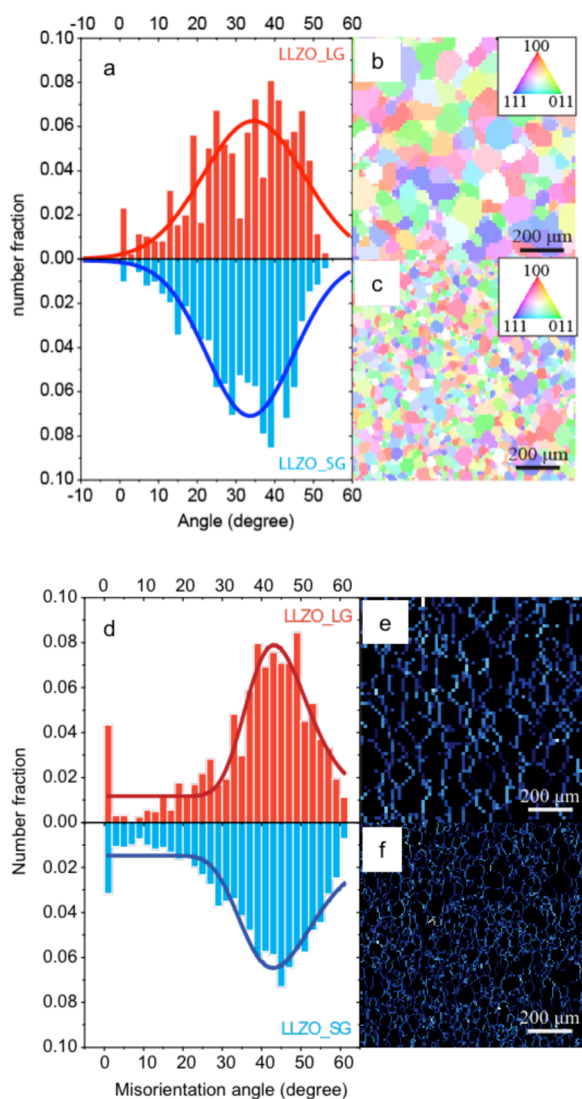 -10 0 10 20 30 40 50 60
a
LLZO_LG
0.10
0.08
0.06
0.04
0.02
0.00
0.02
0.04
0.06
0.08
0.10
number fraction
LLZO_SG
-10 0 10 20 30 40 50 60
Angle (degree)
b
100
111 011
200 μm
c
100
111 011
200 μm
0 10 20 30 40 50 60
d
LLZO_LG
0.10
0.08
0.06
0.04
0.02
0.00
0.02
0.04
0.06
0.08
0.10
Number fraction
LLZO_SG
0 10 20 30 40 50 60
Misorientation angle (degree)
e
200 μm
f
200 μm